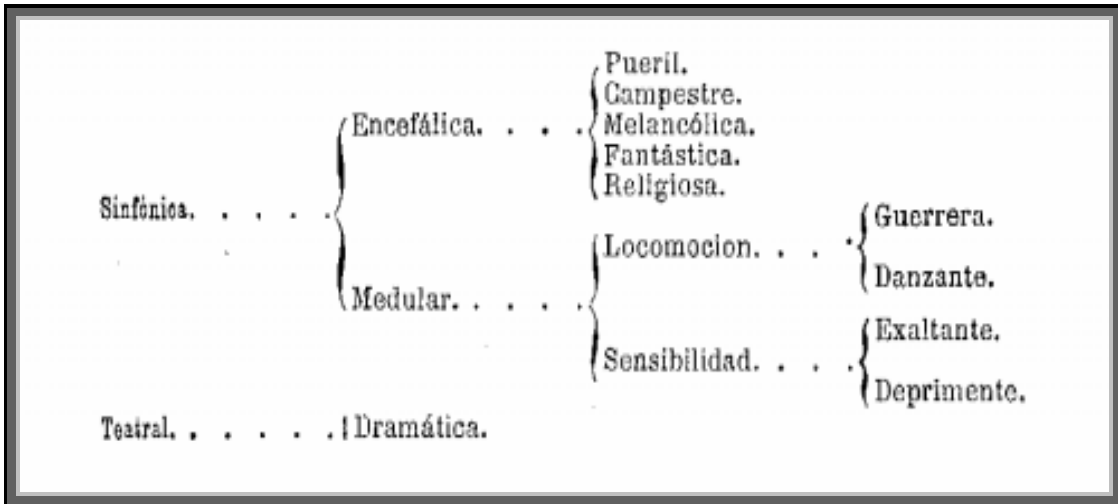 Pueril.
Campestre.
Encefálica. . . . Melancólica.
Fantástica.
Religiosa.
Sinfónica. . . . .
Guerrera.
Locomocion. . . .
Danzante.
Medular. . . . .
Exaltante.
Sensibilidad. . . .
Deprimente.
Teatral. . . . . . Dramática.